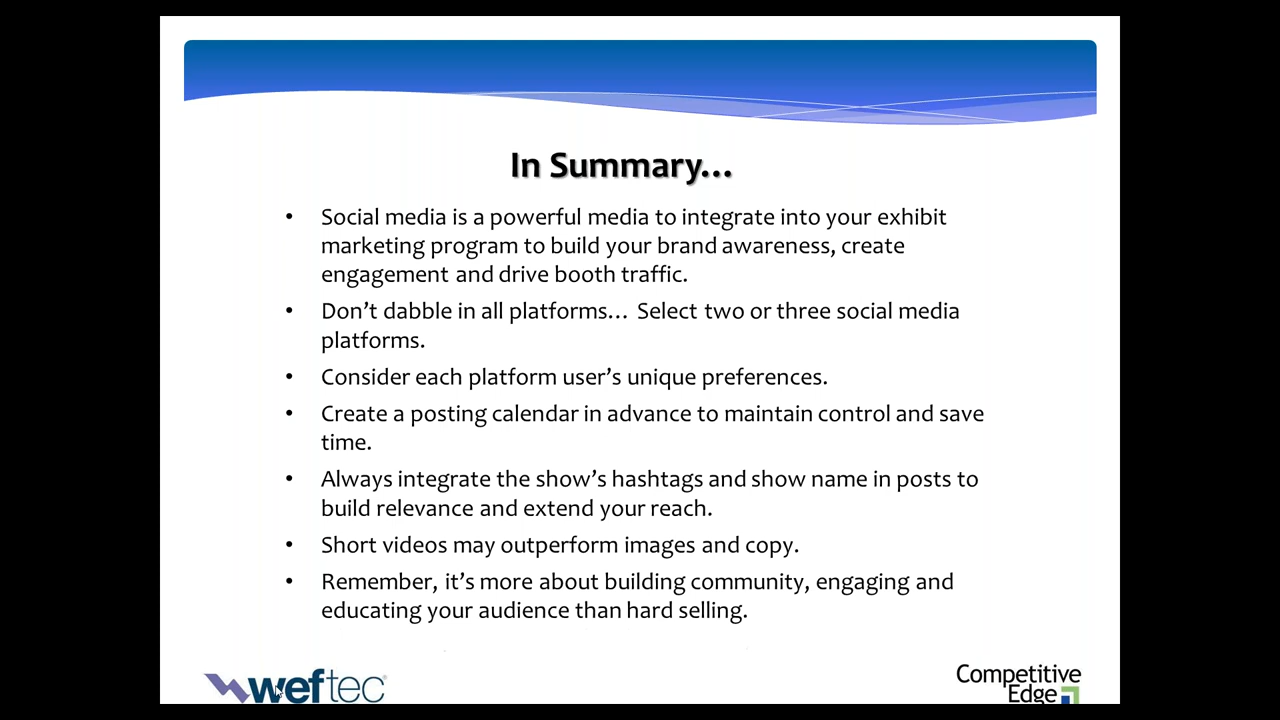 In Summary…
• Social media is a powerful media to integrate into your exhibit
marketing program to build your brand awareness, create
engagement and drive booth traffic.
• Don’t dabble in all platforms… Select two or three social media
platforms.
• Consider each platform user’s unique preferences.
• Create a posting calendar in advance to maintain control and save
time.
• Always integrate the show’s hashtags and show name in posts to
build relevance and extend your reach.
• Short videos may outperform images and copy.
• Remember, it’s more about building community, engaging and
educating your audience than hard selling.
weftec®
Competitive
Edge